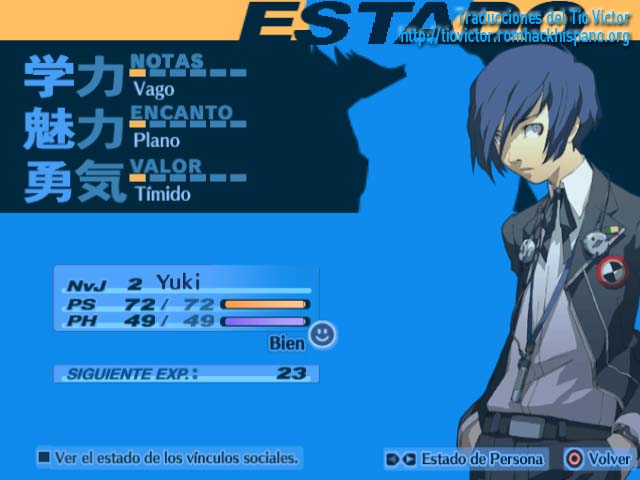 ESTADO
Traducciones del Tío Víctor
http://tiovictor.romhackhispano.org
学力 NOTAS
Vago
魅力 ENCANTO
Plano
勇気 VALOR
Tímido
NvJ 2 Yuki
PS 72/ 72
PH 49/ 49
Bien
SIGUIENTE EXP.: 23
Ver el estado de los vínculos sociales.
Estado de Persona
Volver